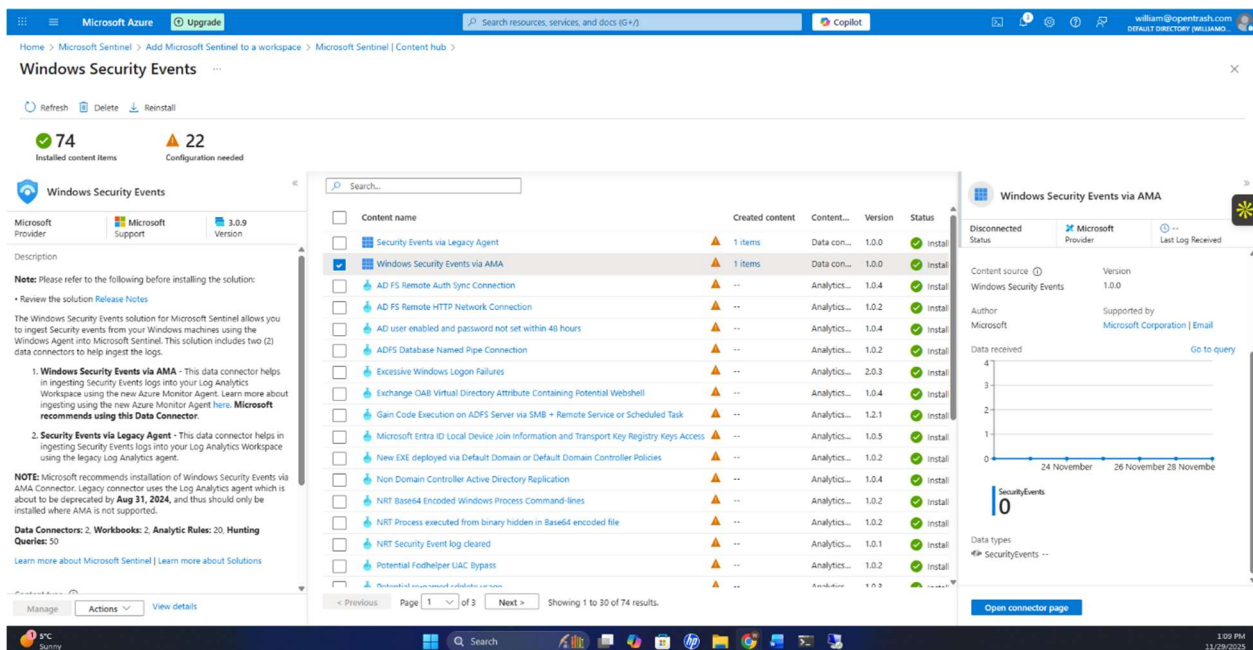 Microsoft Azure
Upgrade
Search resources, services, and docs (G+/)
Copilot
1
william@opentrash.com
DEFAULT DIRECTORY (WILLIAMO...
Home > Microsoft Sentinel > Add Microsoft Sentinel to a workspace > Microsoft Sentinel | Content hub >
Windows Security Events ...
Refresh Delete Reinstall
74
Installed content items
22
Configuration needed
Windows Security Events
Microsoft
Provider
Microsoft
Support
3.0.9
Version
Description
Note: Please refer to the following before installing the solution:
• Review the solution Release Notes
The Windows Security Events solution for Microsoft Sentinel allows you
to ingest Security events from your Windows machines using the
Windows Agent into Microsoft Sentinel. This solution includes two (2)
data connectors to help ingest the logs.
1. Windows Security Events via AMA - This data connector helps
in ingesting Security Events logs into your Log Analytics
Workspace using the new Azure Monitor Agent. Learn more about
ingesting using the new Azure Monitor Agent here. Microsoft
recommends using this Data Connector.
2. Security Events via Legacy Agent - This data connector helps in
ingesting Security Events logs into your Log Analytics Workspace
using the legacy Log Analytics agent.
NOTE: Microsoft recommends installation of Windows Security Events via
AMA Connector. Legacy connector uses the Log Analytics agent which is
about to be deprecated by Aug 31, 2024, and thus should only be
installed where AMA is not supported.
Data Connectors: 2, Workbooks: 2, Analytic Rules: 20, Hunting
Queries: 50
Learn more about Microsoft Sentinel | Learn more about Solutions
Manage Actions View details
Search...
Content name Created content Content... Version Status
Security Events via Legacy Agent 1 items Data con... 1.0.0 Install
Windows Security Events via AMA 1 items Data con... 1.0.0 Install
AD FS Remote Auth Sync Connection -- Analytics... 1.0.4 Install
AD FS Remote HTTP Network Connection -- Analytics... 1.0.2 Install
AD user enabled and password not set within 48 hours -- Analytics... 1.0.4 Install
ADFS Database Named Pipe Connection -- Analytics... 1.0.2 Install
Excessive Windows Logon Failures -- Analytics... 2.0.3 Install
Exchange OAB Virtual Directory Attribute Containing Potential Webshell -- Analytics... 1.0.4 Install
Gain Code Execution on ADFS Server via SMB + Remote Service or Scheduled Task -- Analytics... 1.2.1 Install
Microsoft Entra ID Local Device Join Information and Transport Key Registry Keys Access -- Analytics... 1.0.5 Install
New EXE deployed via Default Domain or Default Domain Controller Policies -- Analytics... 1.0.2 Install
Non Domain Controller Active Directory Replication -- Analytics... 1.0.4 Install
NRT Base64 Encoded Windows Process Command-lines -- Analytics... 1.0.2 Install
NRT Process executed from binary hidden in Base64 encoded file -- Analytics... 1.0.2 Install
NRT Security Event log cleared -- Analytics... 1.0.1 Install
Potential Fodhelper UAC Bypass -- Analytics... 1.0.2 Install
< Previous Page 1 of 3 Next > Showing 1 to 30 of 74 results.
Windows Security Events via AMA
Disconnected
Status
Microsoft
Provider
--
Last Log Received
Content source
Windows Security Events
Version
1.0.0
Author
Microsoft
Supported by
Microsoft Corporation | Email
Data received Go to query
4
3
2
1
0
24 November 26 November 28 Novembe
SecurityEvents
0
Data types
SecurityEvents --
Open connector page
1
5°C
Sunny
Search
1:09 PM
11/29/2025